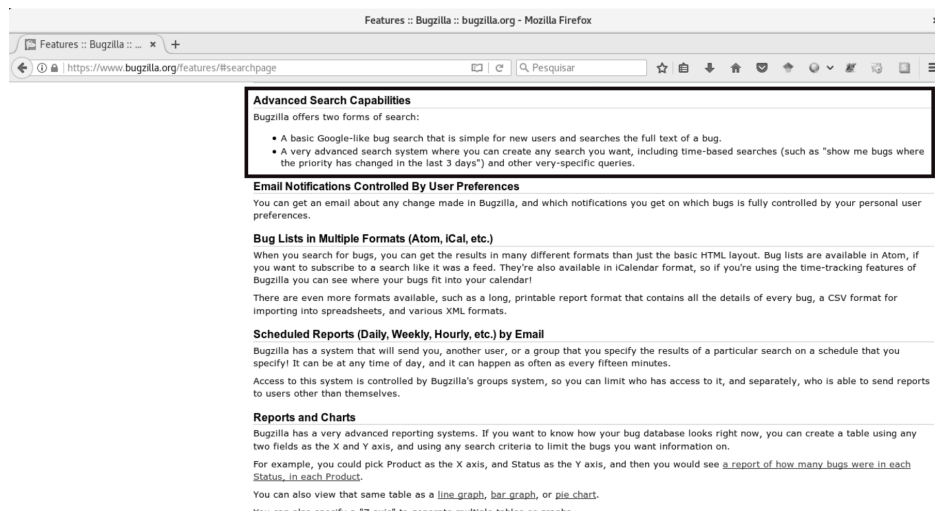 Features :: Bugzilla :: bugzilla.org - Mozilla Firefox
Features :: Bugzilla :: ... × +
https://www.bugzilla.org/features/#searchpage
Pesquisar
Advanced Search Capabilities
Bugzilla offers two forms of search:
• A basic Google-like bug search that is simple for new users and searches the full text of a bug.
• A very advanced search system where you can create any search you want, including time-based searches (such as "show me bugs where
the priority has changed in the last 3 days") and other very-specific queries.
Email Notifications Controlled By User Preferences
You can get an email about any change made in Bugzilla, and which notifications you get on which bugs is fully controlled by your personal user
preferences.
Bug Lists in Multiple Formats (Atom, iCal, etc.)
When you search for bugs, you can get the results in many different formats than just the basic HTML layout. Bug lists are available in Atom, if
you want to subscribe to a search like it was a feed. They're also available in iCalendar format, so if you're using the time-tracking features of
Bugzilla you can see where your bugs fit into your calendar!
There are even more formats available, such as a long, printable report format that contains all the details of every bug, a CSV format for
importing into spreadsheets, and various XML formats.
Scheduled Reports (Daily, Weekly, Hourly, etc.) by Email
Bugzilla has a system that will send you, another user, or a group that you specify the results of a particular search on a schedule that you
specify! It can be at any time of day, and it can happen as often as every fifteen minutes.
Access to this system is controlled by Bugzilla's groups system, so you can limit who has access to it, and separately, who is able to send reports
to users other than themselves.
Reports and Charts
Bugzilla has a very advanced reporting systems. If you want to know how your bug database looks right now, you can create a table using any
two fields as the X and Y axis, and using any search criteria to limit the bugs you want information on.
For example, you could pick Product as the X axis, and Status as the Y axis, and then you would see a report of how many bugs were in each
Status, in each Product.
You can also view that same table as a line graph, bar graph, or pie chart.
You can also specify a "Z axis" to separate multiple tables or graphs.